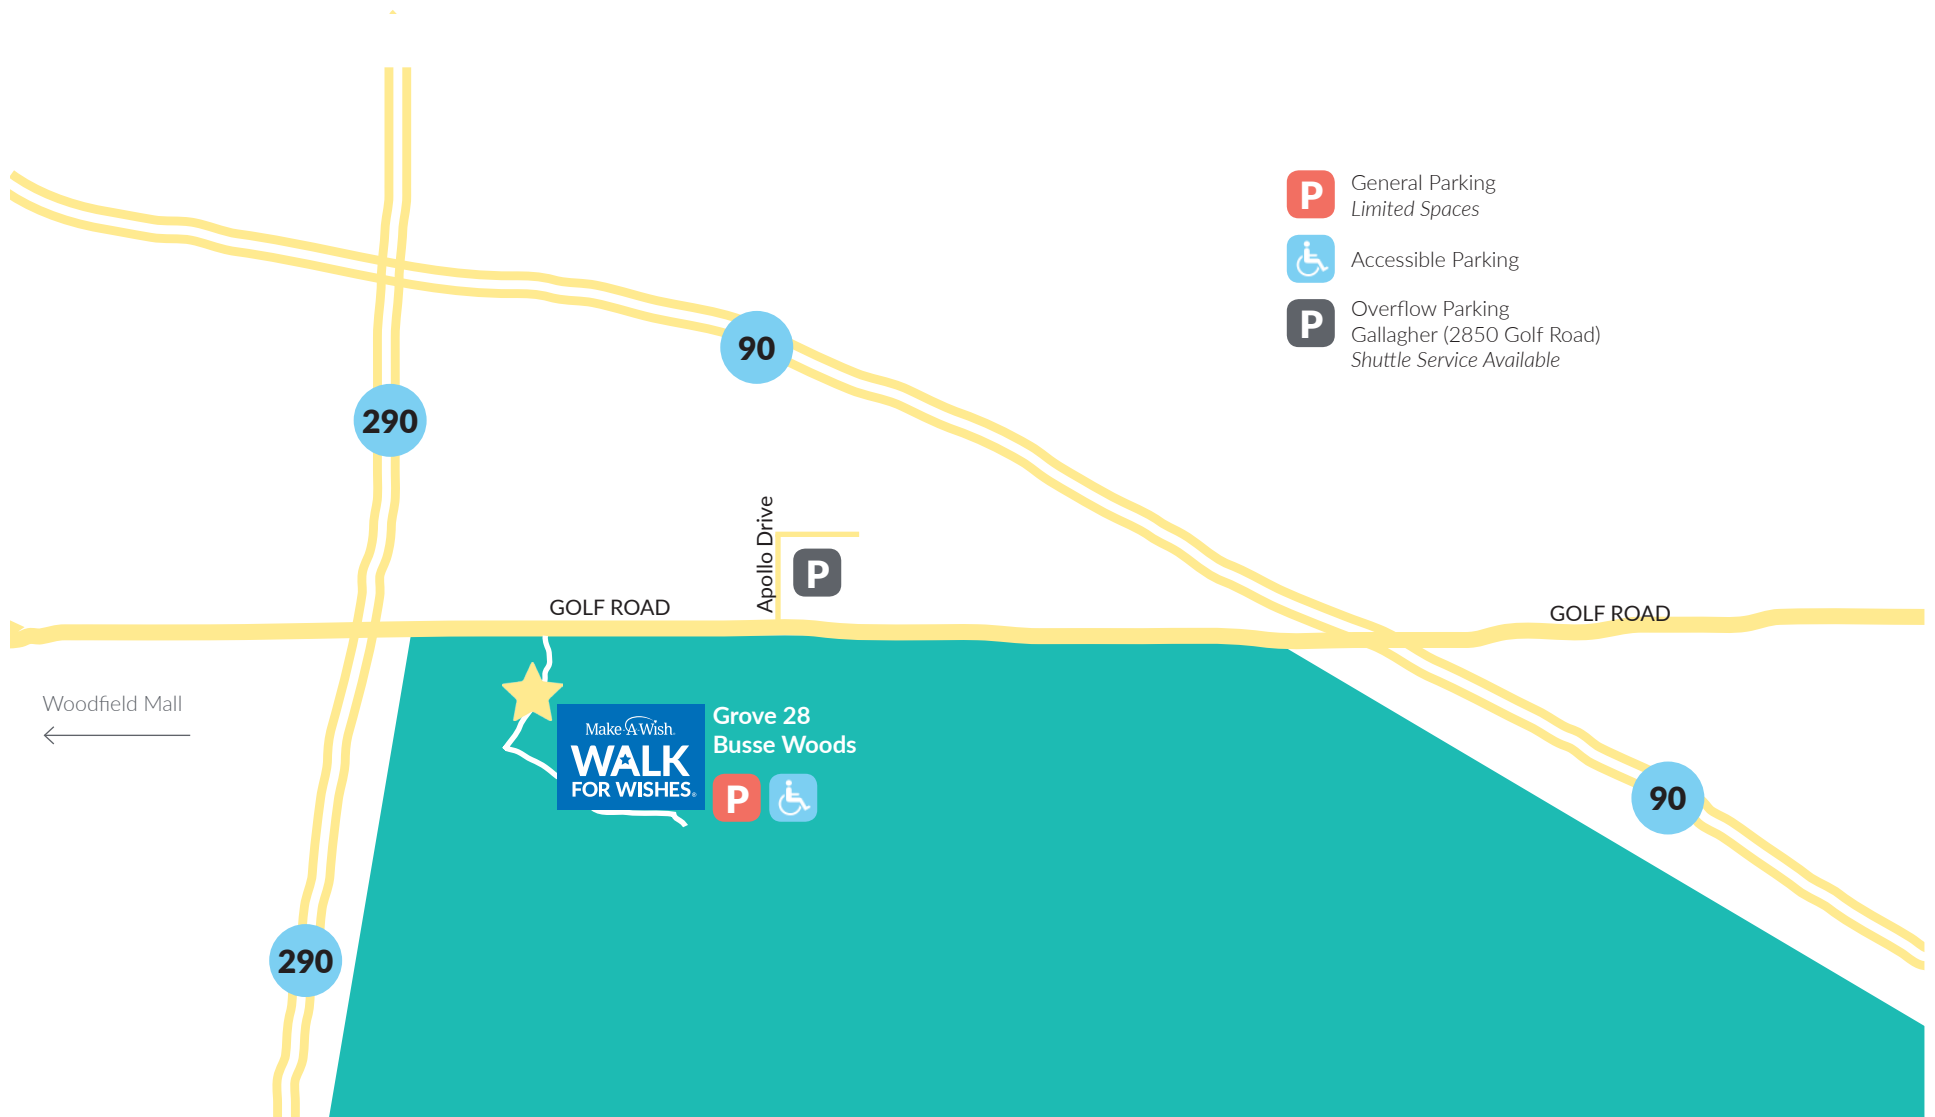 P
General Parking
Limited Spaces
Accessible Parking
P
Overflow Parking
Gallagher (2850 Golf Road)
Shuttle Service Available
90
290
Apollo Drive
P
GOLF ROAD
GOLF ROAD
Woodfield Mall
Make-A-Wish.
WALK
FOR WISHES®
Grove 28
Busse Woods
P
90
290